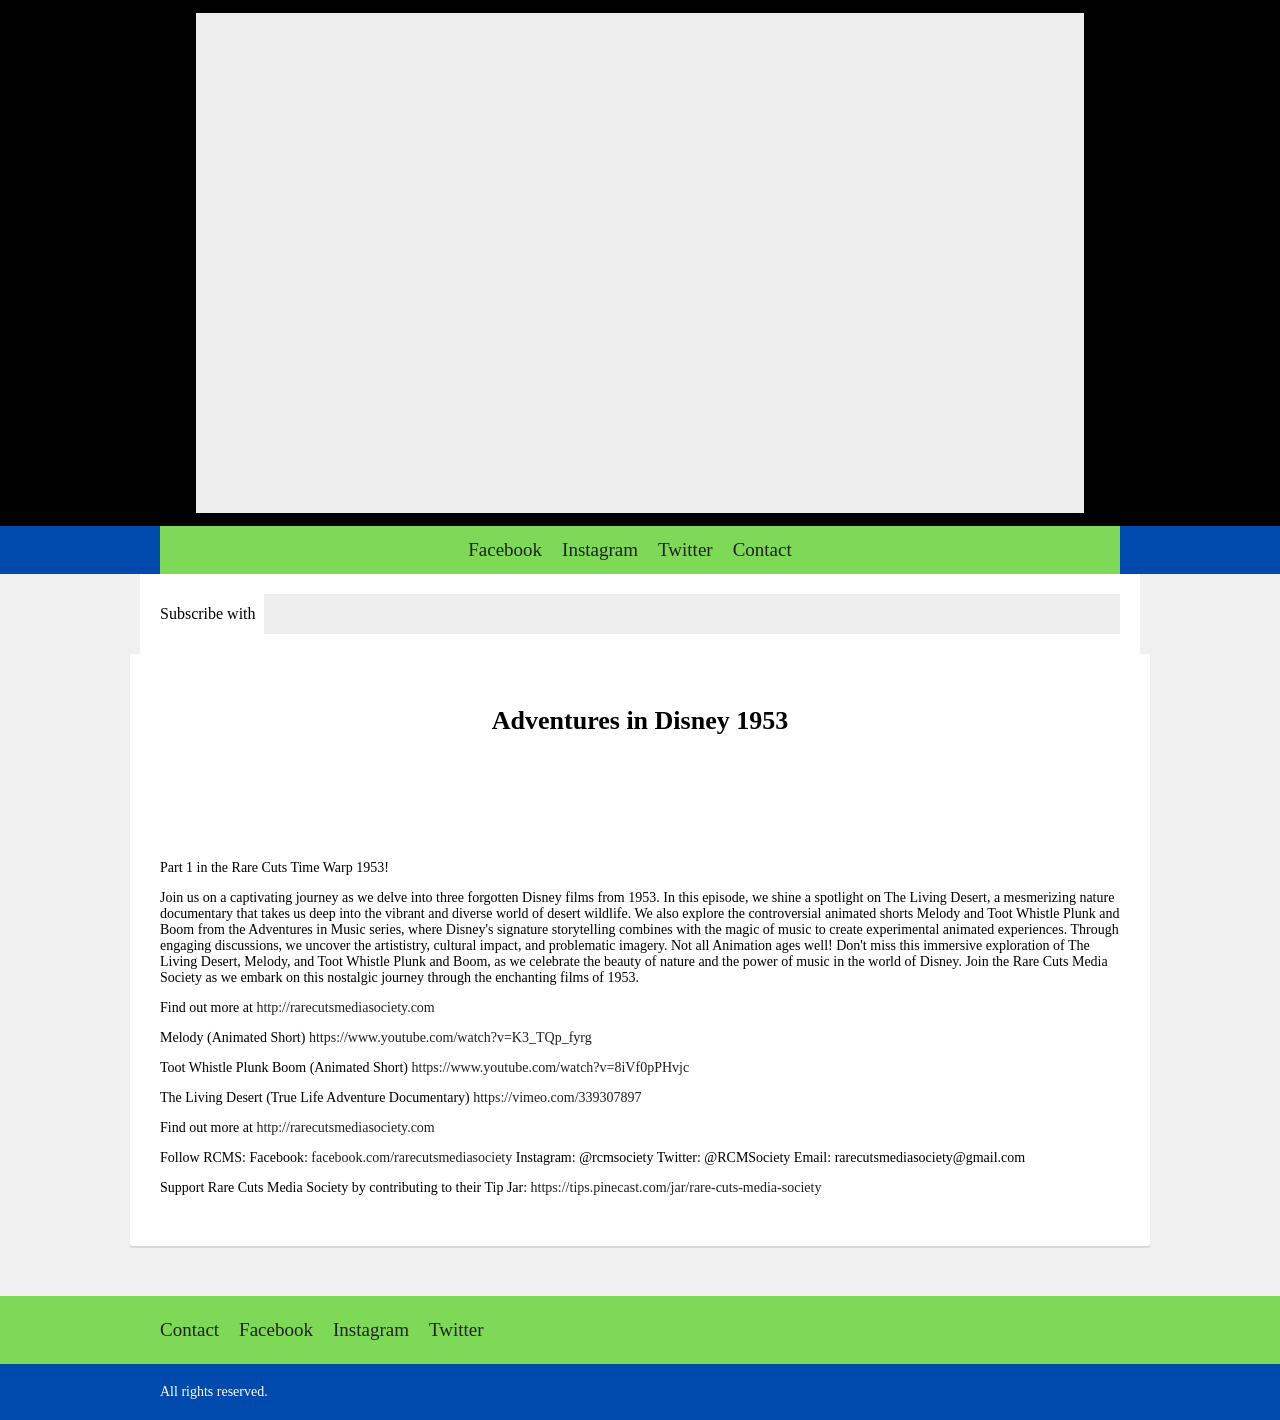 Facebook Instagram Twitter Contact
Subscribe with
Adventures in Disney 1953
Part 1 in the Rare Cuts Time Warp 1953!
Join us on a captivating journey as we delve into three forgotten Disney films from 1953. In this episode, we shine a spotlight on The Living Desert, a mesmerizing nature
documentary that takes us deep into the vibrant and diverse world of desert wildlife. We also explore the controversial animated shorts Melody and Toot Whistle Plunk and
Boom from the Adventures in Music series, where Disney's signature storytelling combines with the magic of music to create experimental animated experiences. Through
engaging discussions, we uncover the artististry, cultural impact, and problematic imagery. Not all Animation ages well! Don't miss this immersive exploration of The
Living Desert, Melody, and Toot Whistle Plunk and Boom, as we celebrate the beauty of nature and the power of music in the world of Disney. Join the Rare Cuts Media
Society as we embark on this nostalgic journey through the enchanting films of 1953.
Find out more at http://rarecutsmediasociety.com
Melody (Animated Short) https://www.youtube.com/watch?v=K3_TQp_fyrg
Toot Whistle Plunk Boom (Animated Short) https://www.youtube.com/watch?v=8iVf0pPHvjc
The Living Desert (True Life Adventure Documentary) https://vimeo.com/339307897
Find out more at http://rarecutsmediasociety.com
Follow RCMS: Facebook: facebook.com/rarecutsmediasociety Instagram: @rcmsociety Twitter: @RCMSociety Email: rarecutsmediasociety@gmail.com
Support Rare Cuts Media Society by contributing to their Tip Jar: https://tips.pinecast.com/jar/rare-cuts-media-society
Contact Facebook Instagram Twitter
All rights reserved.